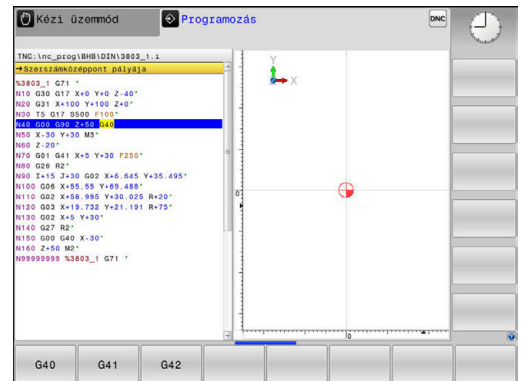 Kézi üzemmód
Programozás
DNC
TNC:\nc_prog\BHB\DIN\3803_1.i
→Szerszámközéppont pályája
%3803_1 G71 *
N10 G30 G17 X+0 Y+0 Z-40*
N20 G31 X+100 Y+100 Z+0*
N30 T5 G17 S500 F100*
N40 G00 G90 Z+50 G40
N50 X-30 Y+30 M3*
N60 Z-20*
N70 G01 G41 X+5 Y+30 F250*
N80 G26 R2*
N90 I+15 J+30 G02 X+6.645 Y+35.495*
N100 G06 X+55.55 Y+69.488*
N110 G02 X+58.995 Y+30.025 R+20*
N120 G03 X+19.732 Y+21.191 R+75*
N130 G02 X+5 Y+30*
N140 G27 R2*
N150 G00 G40 X-30*
N160 Z+50 M2*
N99999999 %3803_1 G71 *
Y
X
0
0
G40
G41
G42